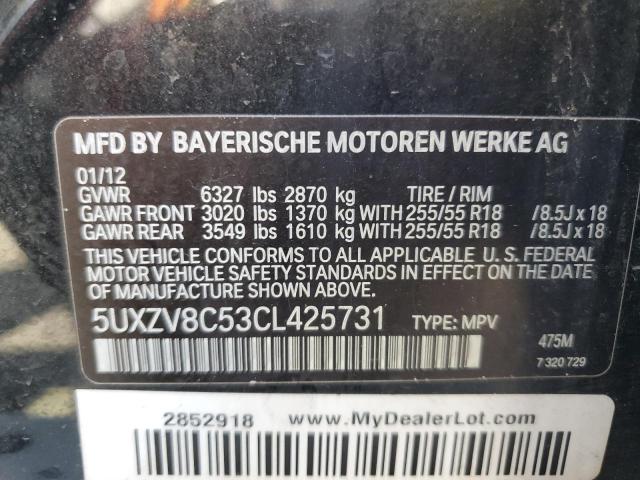 MFD BY BAYERISCHE MOTOREN WERKE AG
01/12
GVWR 6327 lbs 2870 kg TIRE / RIM
GAWR FRONT 3020 lbs 1370 kg WITH 255/55 R18 /8.5J x 18
GAWR REAR 3549 lbs 1610 kg WITH 255/55 R18 /8.5J x 18
THIS VEHICLE CONFORMS TO ALL APPLICABLE U. S. FEDERAL
MOTOR VEHICLE SAFETY STANDARDS IN EFFECT ON THE DATE
OF MANUFACTURE SHOWN ABOVE.
5UXZV8C53CL425731 TYPE: MPV
475M
7 320 729
2852918 www.MyDealerLot.com